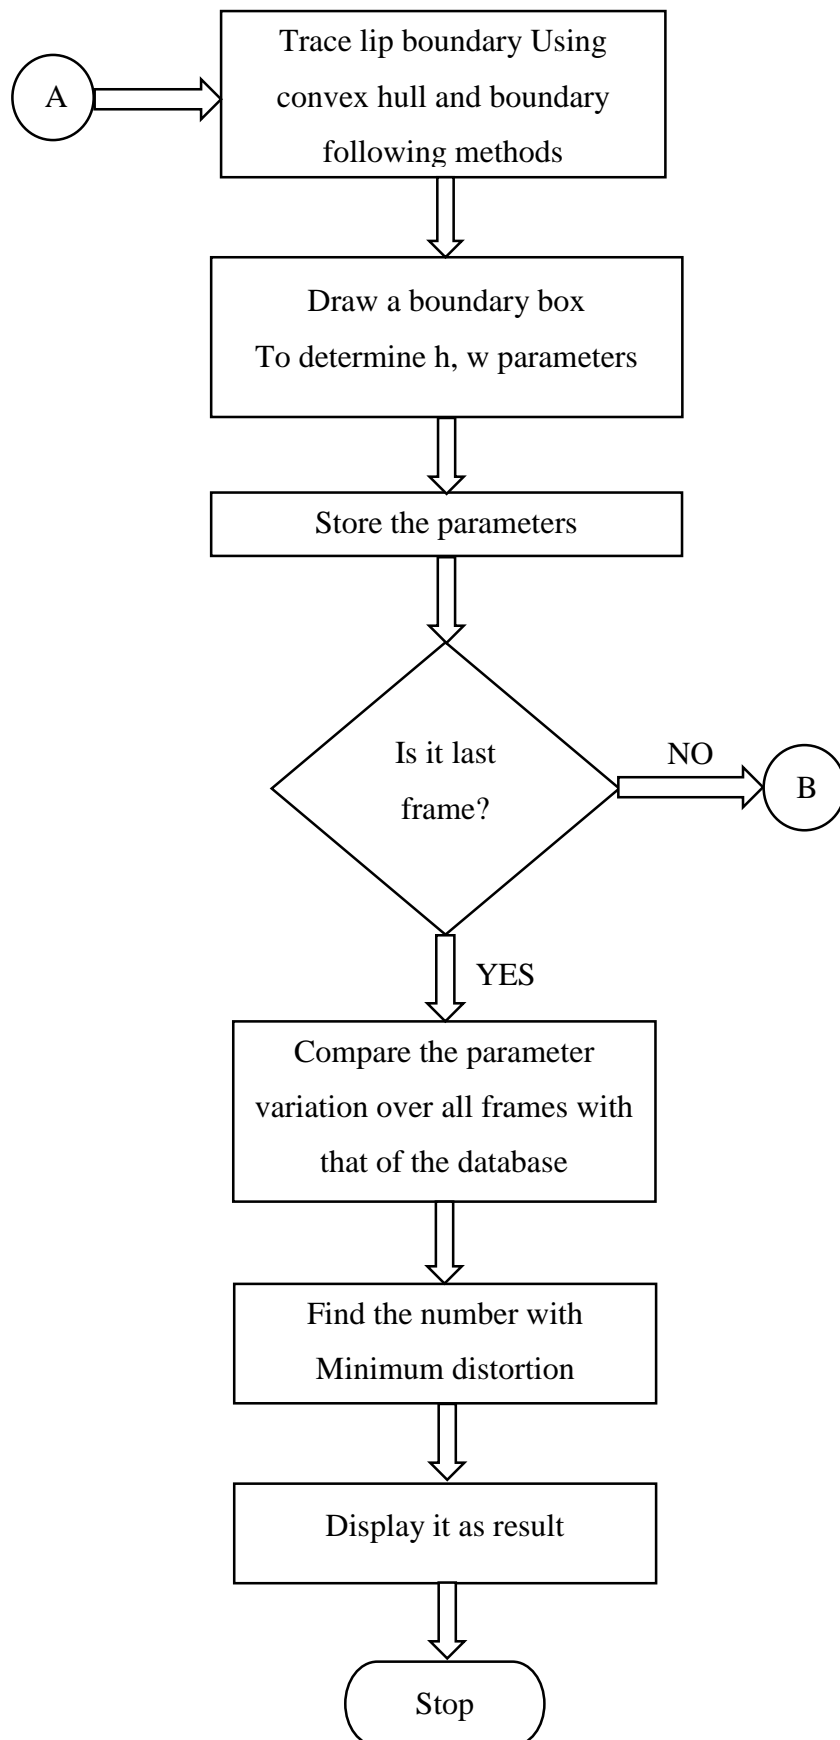 Trace lip boundary Using
A
convex hull and boundary
following methods
Draw a boundary box
To determine h, w parameters
Store the parameters
Is it last
frame?
NO
B
YES
Compare the parameter
variation over all frames with
that of the database
Find the number with
Minimum distortion
Display it as result
Stop